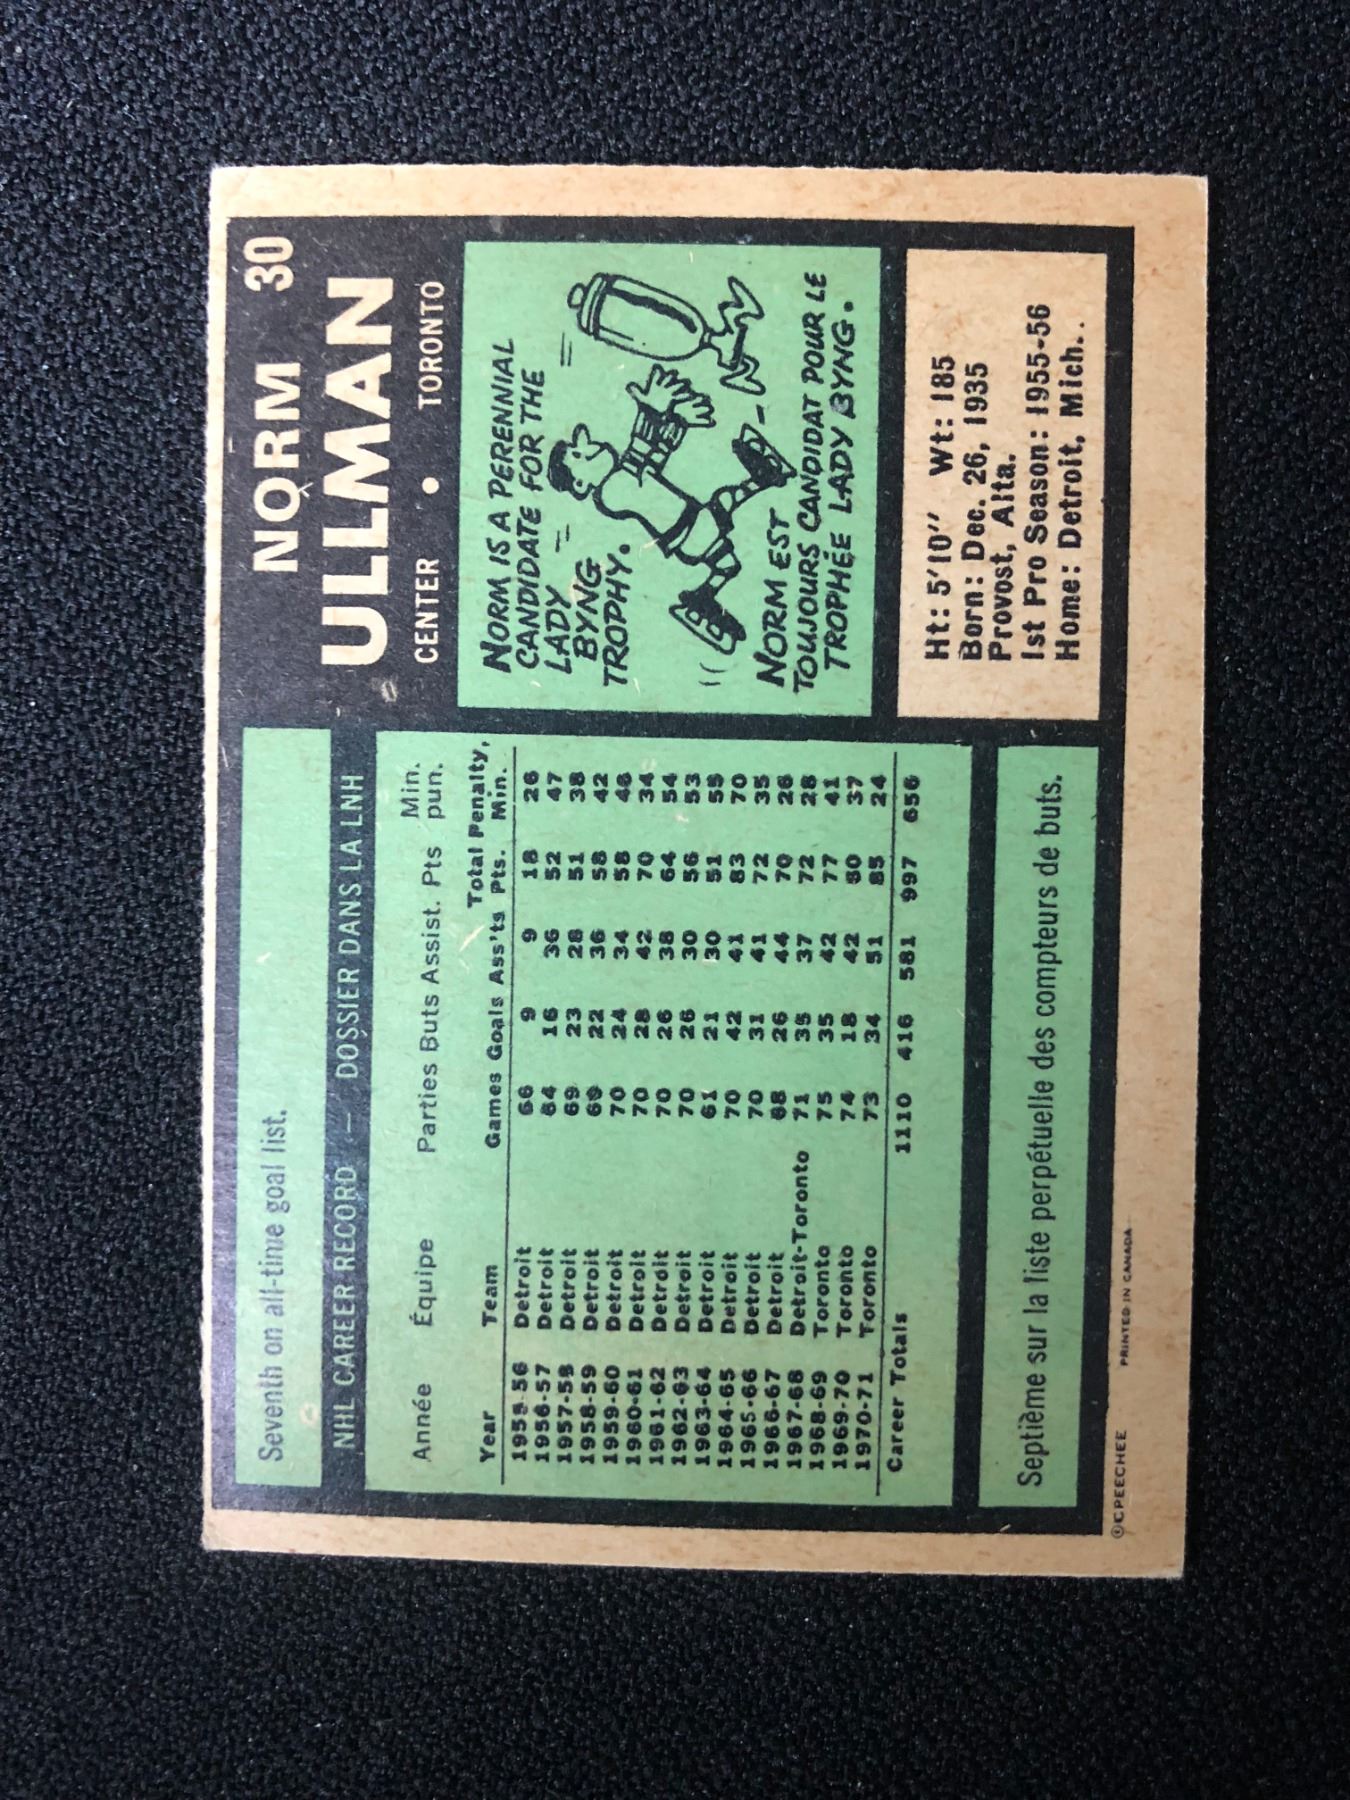 Seventh on all-time goal list.
NHL CAREER RECORD — DOSSIER DANS LA LNH
Année Équipe Parties Buts Assist. Pts Min. pun.
Year Team Games Goals Ass'ts Total Pts. Penalty, Min.
1955-56 Detroit 66 9 9 18 26
1956-57 Detroit 64 16 36 52 47
1957-58 Detroit 69 23 28 51 38
1958-59 Detroit 69 22 36 58 42
1959-60 Detroit 70 24 34 58 46
1960-61 Detroit 70 28 42 70 34
1961-62 Detroit 70 26 38 64 54
1962-63 Detroit 70 26 30 56 53
1963-64 Detroit 61 21 30 51 55
1964-65 Detroit 70 42 41 83 70
1965-66 Detroit 70 31 41 72 35
1966-67 Detroit 68 26 44 70 26
1967-68 Detroit-Toronto 71 35 37 72 28
1968-69 Toronto 75 35 42 77 41
1969-70 Toronto 74 18 42 60 37
1970-71 Toronto 73 34 51 85 24
Career Totals 1110 416 581 997 656
Septième sur la liste perpétuelle des compteurs de buts.
NORM 30
ULLMAN
CENTER • TORONTO
NORM IS A PERENNIAL
CANDIDATE FOR THE
LADY
BYNG
TROPHY.
NORM EST
TOUJOURS CANDIDAT POUR LE
TROPHÉE LADY BYNG.
Ht: 5'10" Wt: 185
Born: Dec. 26, 1935
Provost, Alta.
1st Pro Season: 1955-56
Home: Detroit, Mich.
©OPEECHEE PRINTED IN CANADA